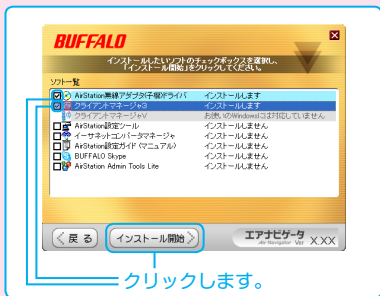 BUFFALO
インストールしたいソフトのチェックボックスを選択し、
「インストール開始」をクリックしてください。
ソフト一覧
AirStation無線アダプタ(子機)ドライバ インストールします
クライアントマネージャ3 インストールします
クライアントマネージャV お使いのWindowsには対応していません
AirStation設定ツール インストールしません
イーサネットコンバータマネージャ インストールしません
AirStation設定ガイド（マニュアル） インストールしません
BUFFALO Skype インストールしません
AirStation Admin Tools Lite インストールしません
戻る インストール開始 エアナビゲータ
Air Navigator Ver X.XX
クリックします。